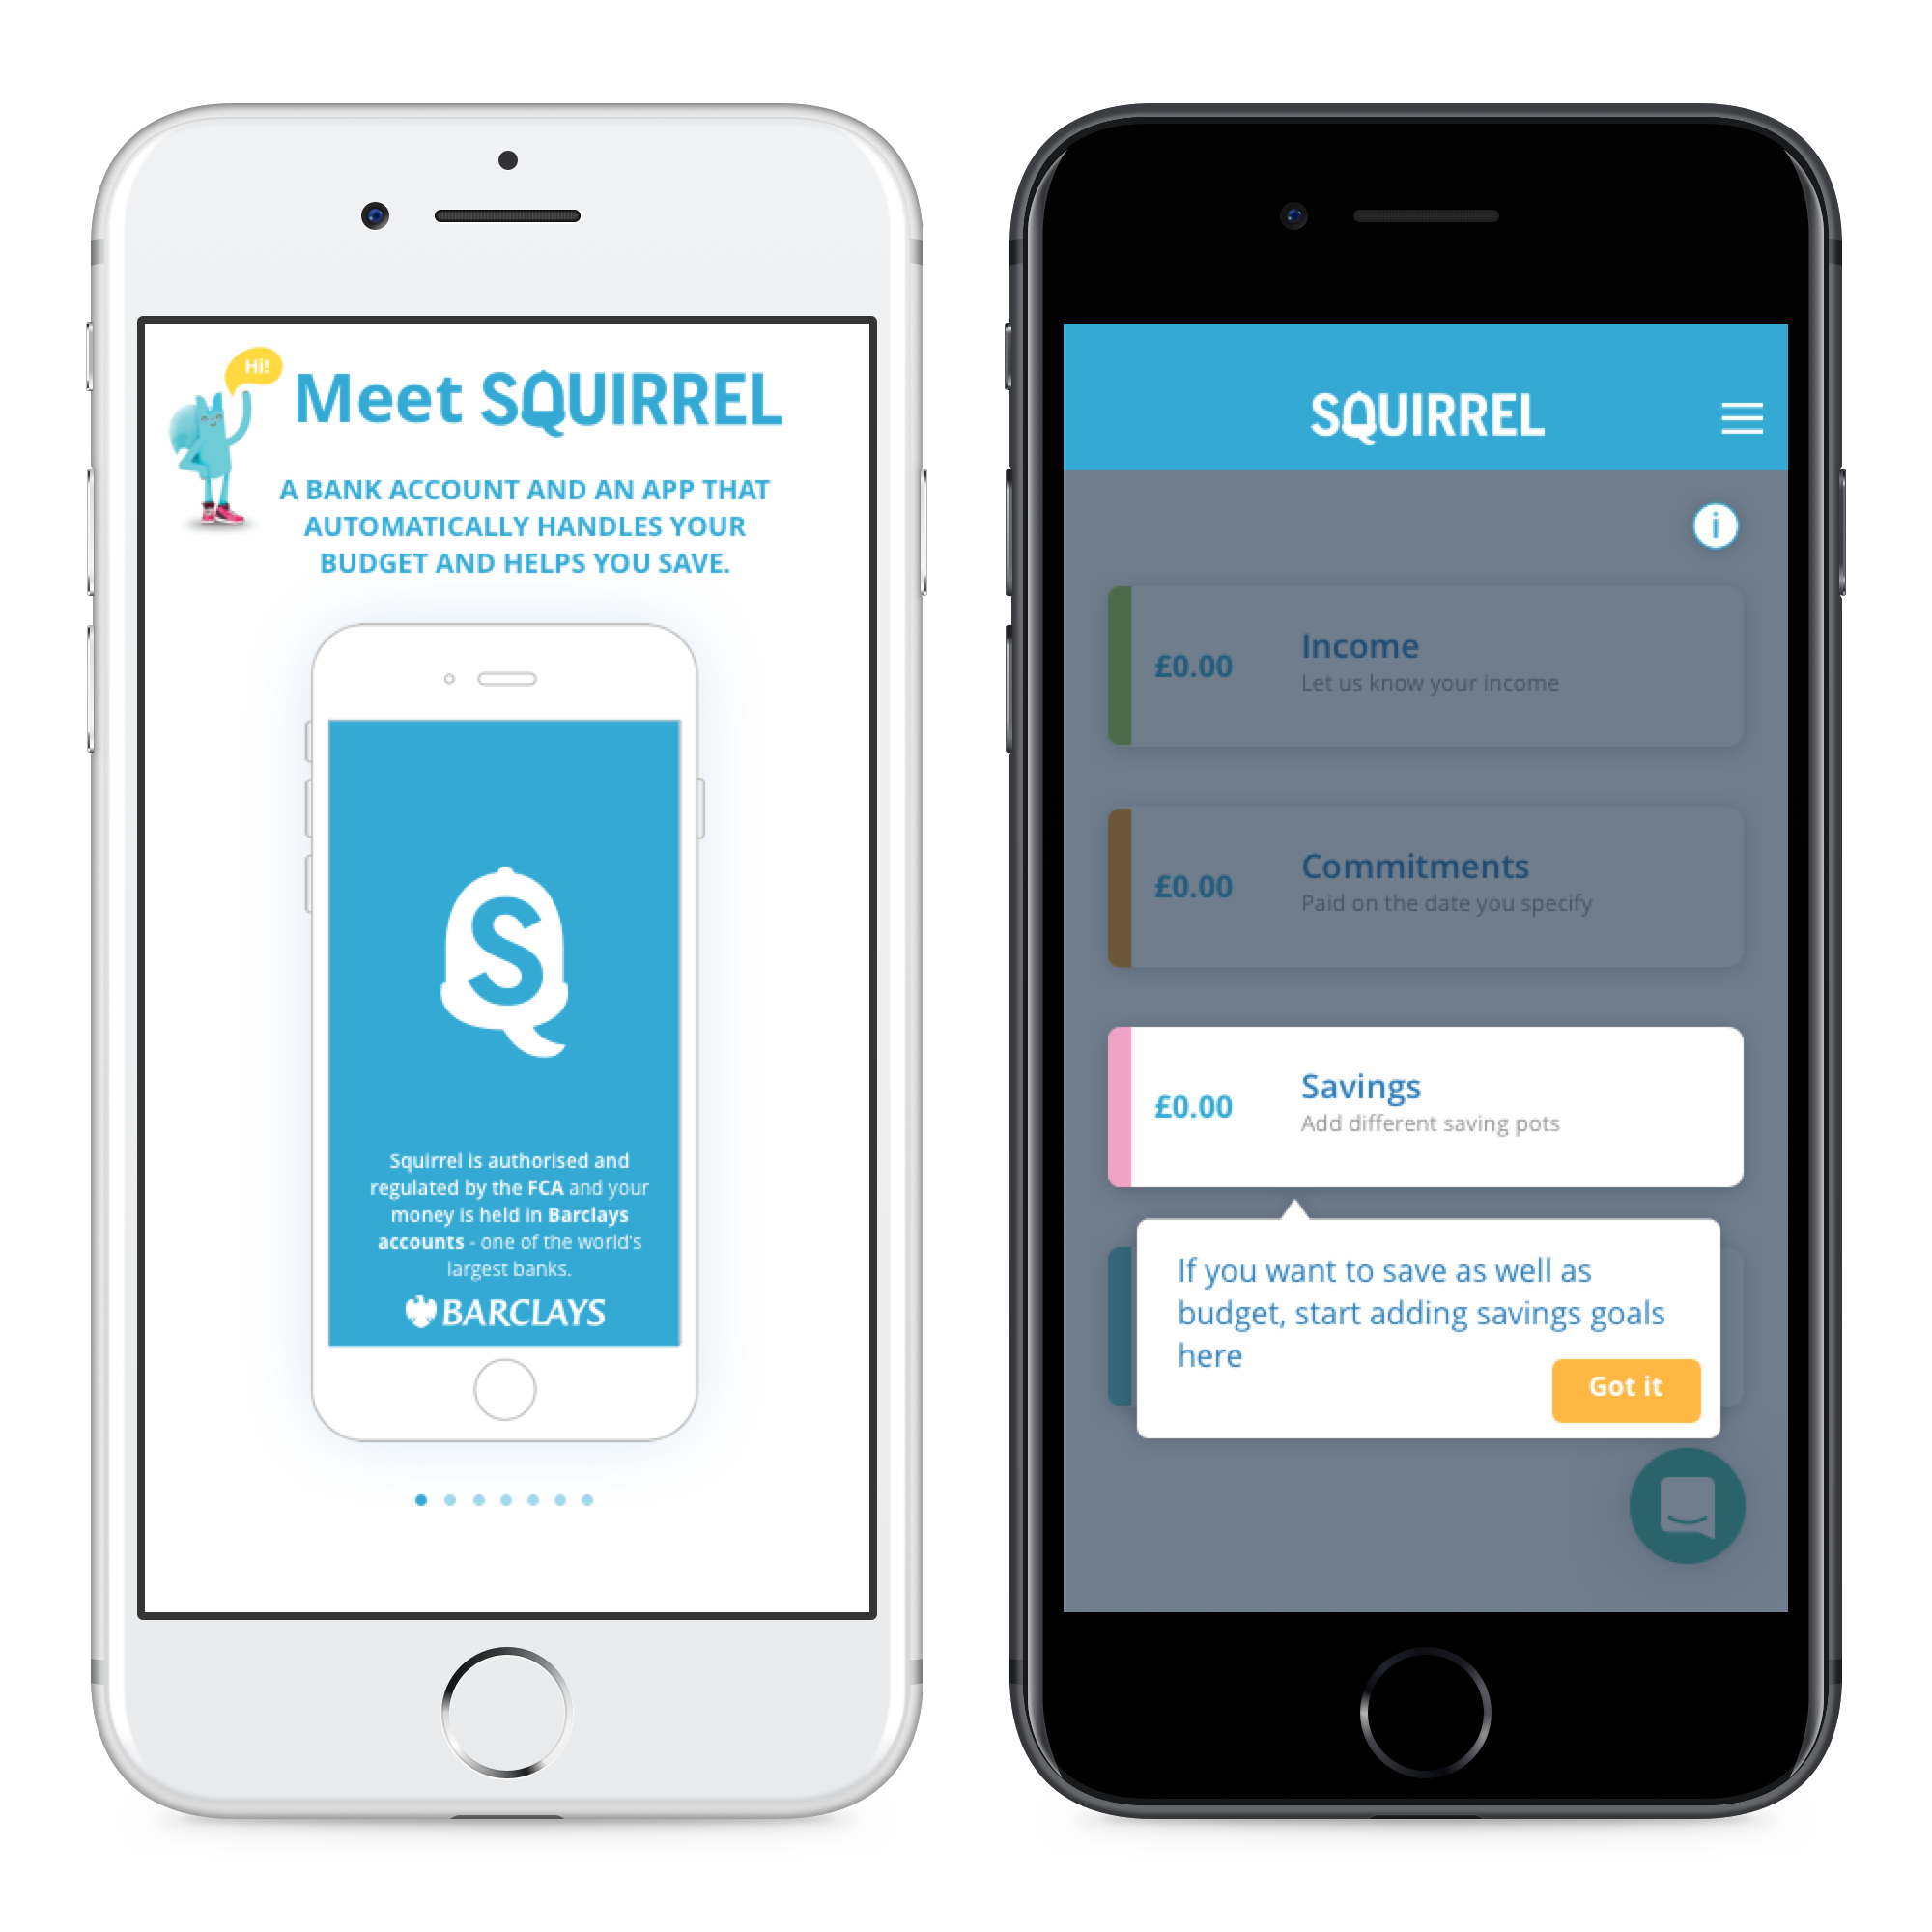 Hi!
Meet SQUIRREL
A BANK ACCOUNT AND AN APP THAT
AUTOMATICALLY HANDLES YOUR
BUDGET AND HELPS YOU SAVE.
S
Squirrel is authorised and
regulated by the FCA and your
money is held in Barclays
accounts - one of the world's
largest banks.
BARCLAYS
SQUIRREL
i
£0.00
Income
Let us know your income
£0.00
Commitments
Paid on the date you specify
£0.00
Savings
Add different saving pots
If you want to save as well as
budget, start adding savings goals
here
Got it